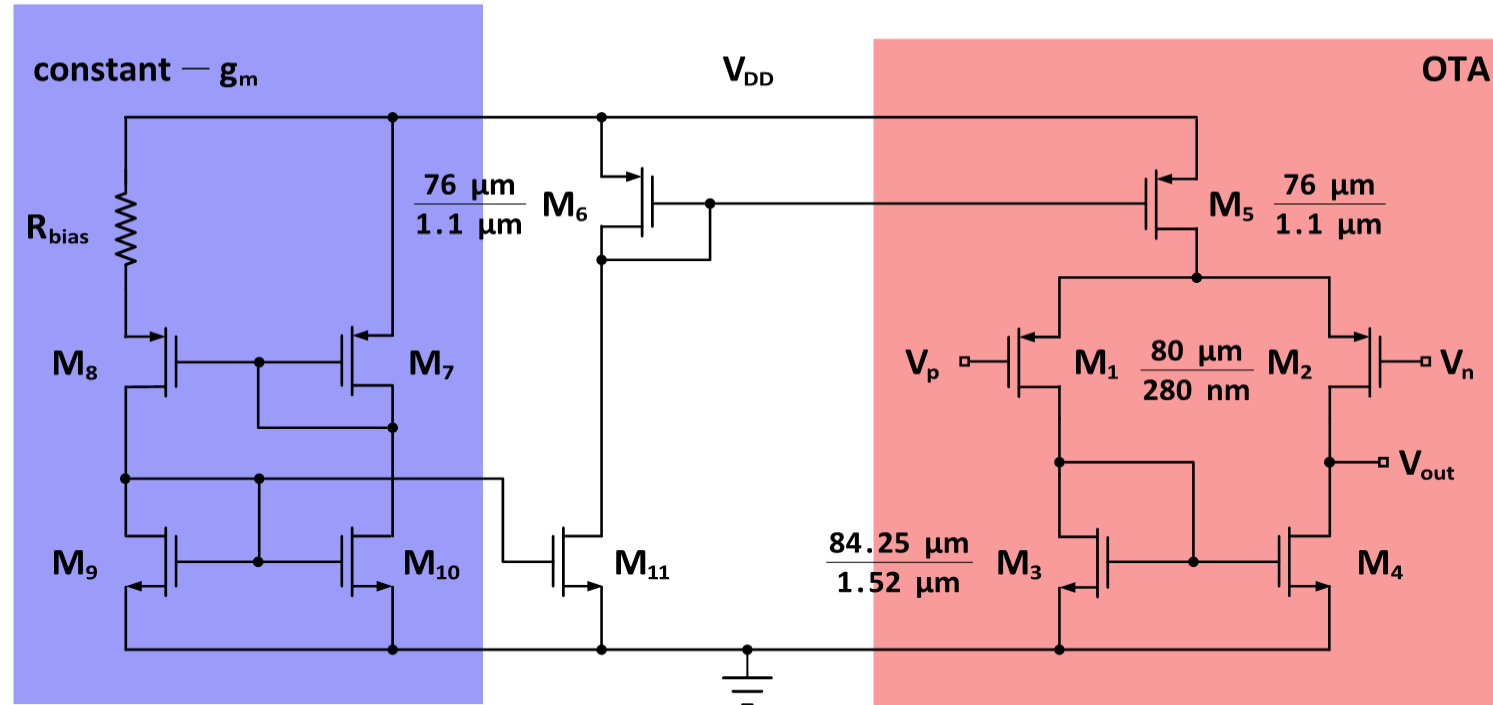 constant — gm
VDD
OTA
76 μm
1.1 μm
M6
M5
76 μm
1.1 μm
Rbias
M8
M7
Vp
M1
80 μm
280 nm
M2
Vn
Vout
M9
M10
M11
84.25 μm
1.52 μm
M3
M4